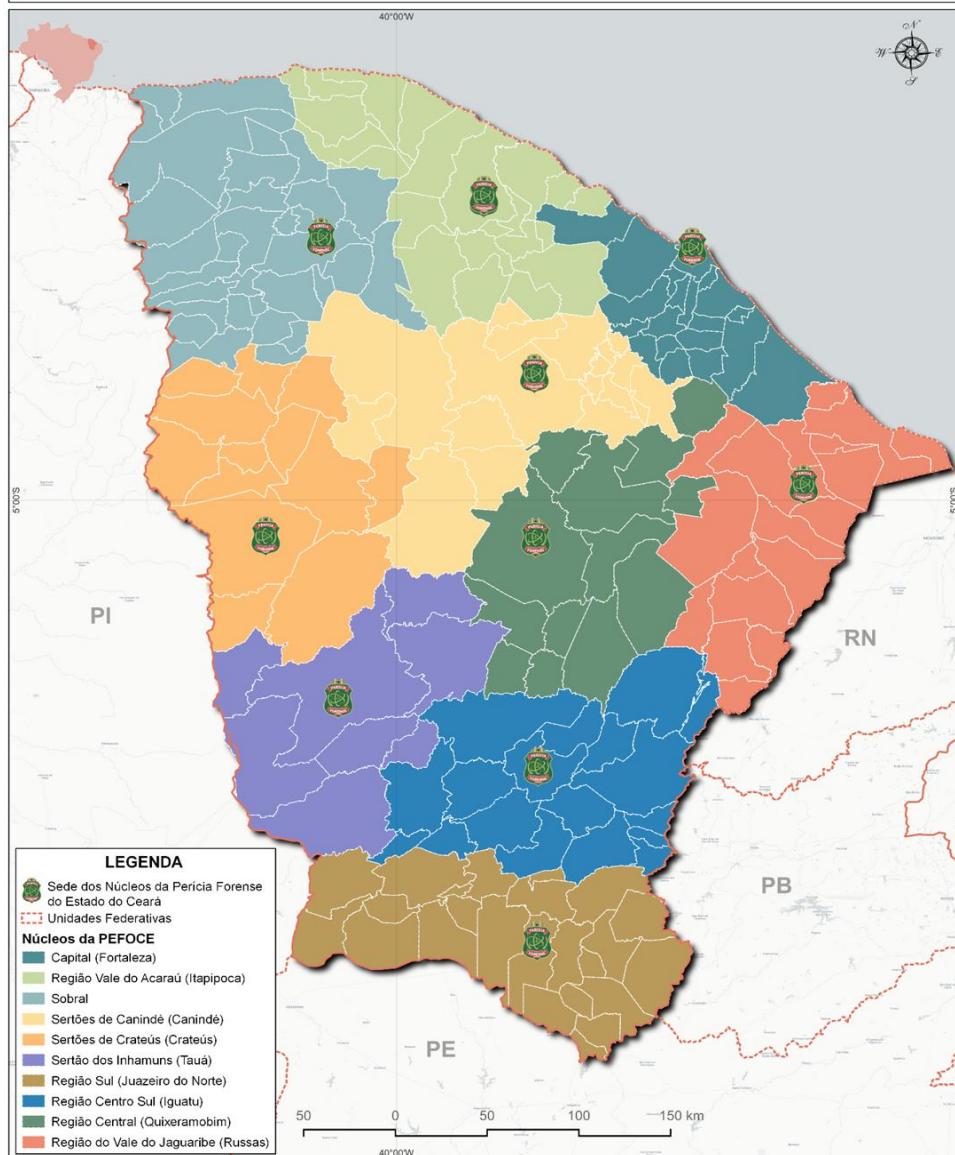 40°00'W
N
W
E
S
5°00'S
5°00'S
PI
RN
PB
PE
LEGENDA
Sede dos Núcleos da Perícia Forense
do Estado do Ceará
Unidades Federativas
Núcleos da PEFOCE
Capital (Fortaleza)
Região Vale do Acaraú (Itapipoca)
Sobral
Sertões de Canindé (Canindé)
Sertões de Crateús (Crateús)
Sertão dos Inhamuns (Tauá)
Região Sul (Juazeiro do Norte)
Região Centro Sul (Iguatu)
Região Central (Quixeramobim)
Região do Vale do Jaguaribe (Russas)
50 0 50 100 150 km
40°00'W